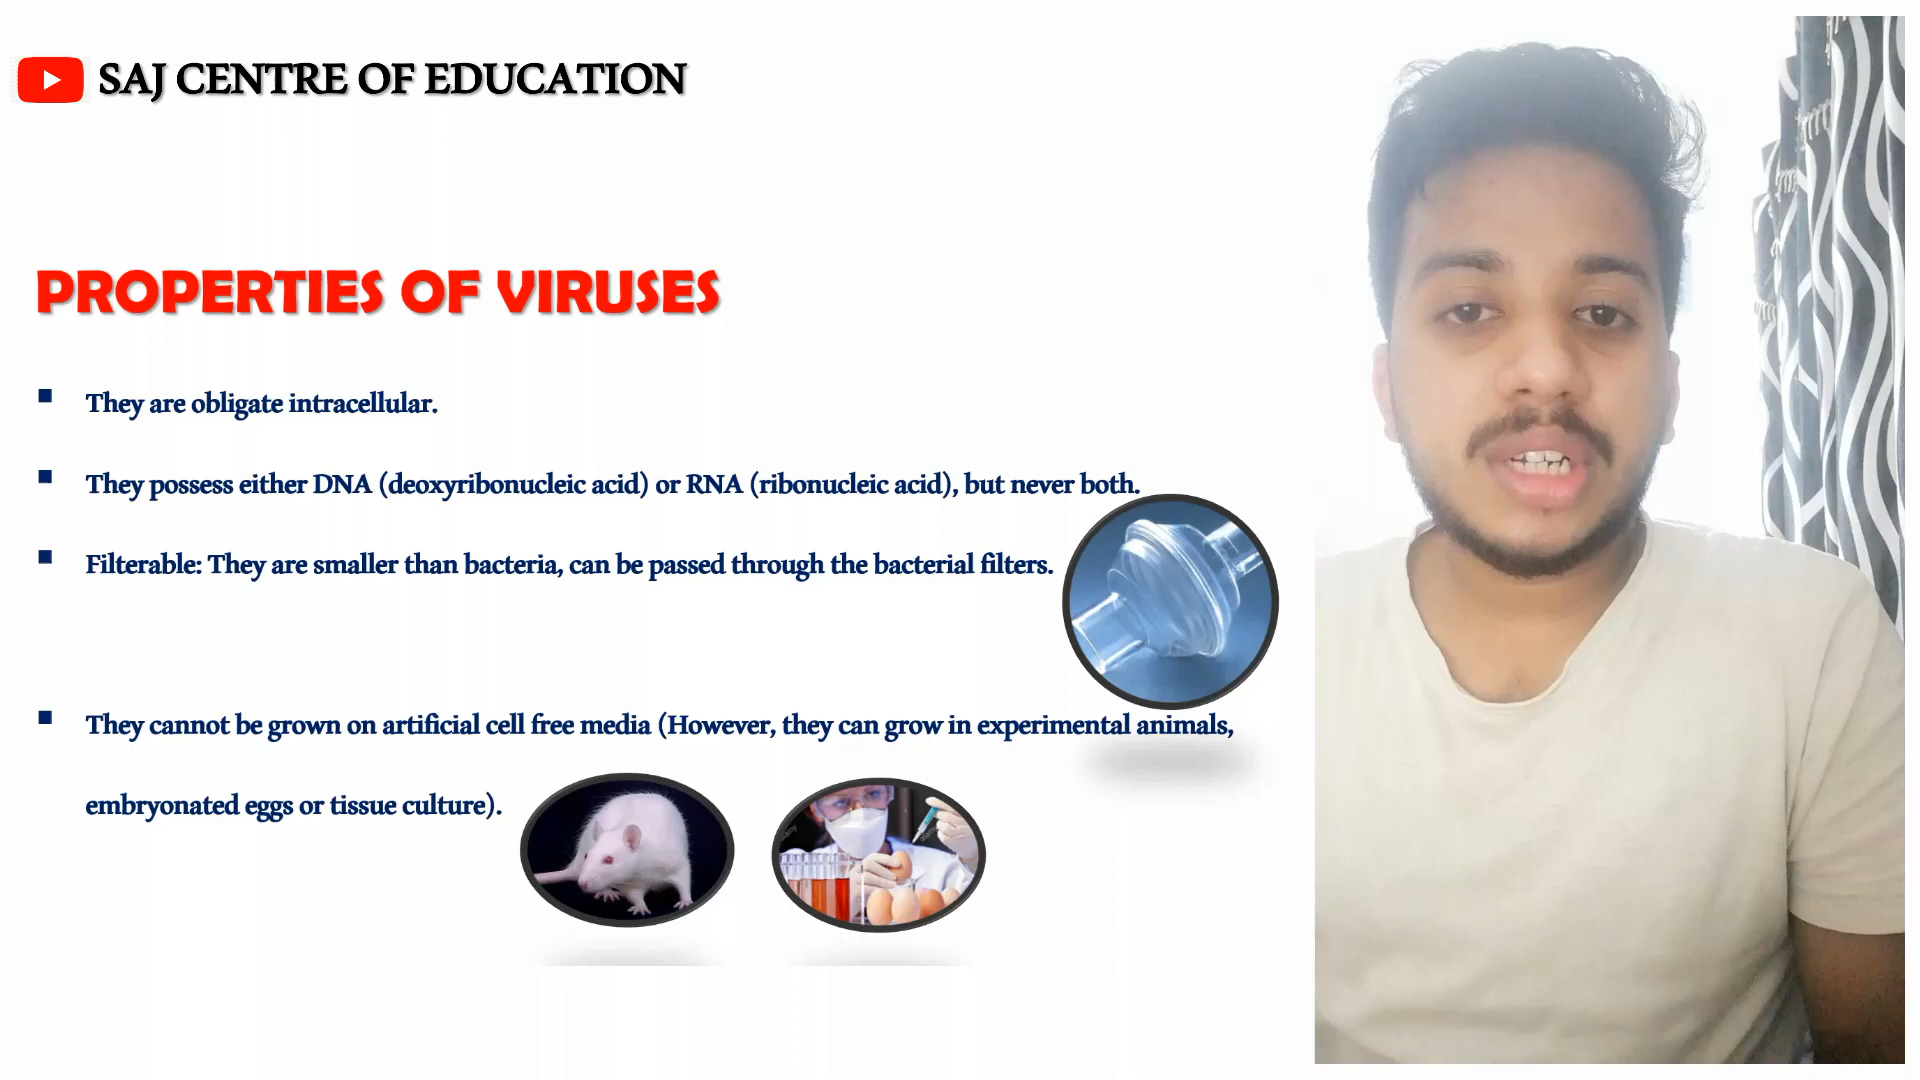 SAJ CENTRE OF EDUCATION
PROPERTIES OF VIRUSES
They are obligate intracellular.
They possess either DNA (deoxyribonucleic acid) or RNA (ribonucleic acid), but never both.
Filterable: They are smaller than bacteria, can be passed through the bacterial filters.
They cannot be grown on artificial cell free media (However, they can grow in experimental animals,
embryonated eggs or tissue culture).